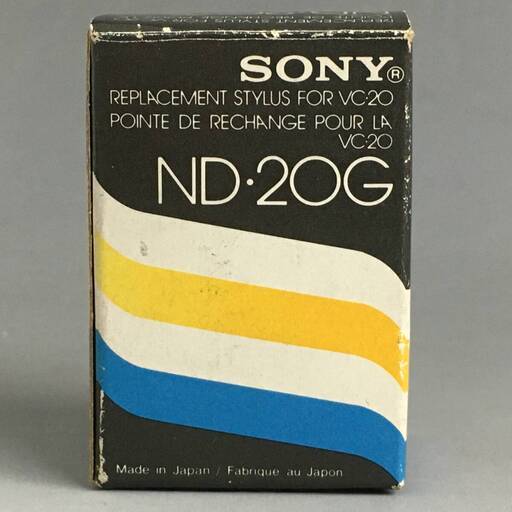 SONY®
REPLACEMENT STYLUS FOR VC·20
POINTE DE RECHANGE POUR LA
VC·20
ND·20G
Made in Japan / Fabrique au Japon